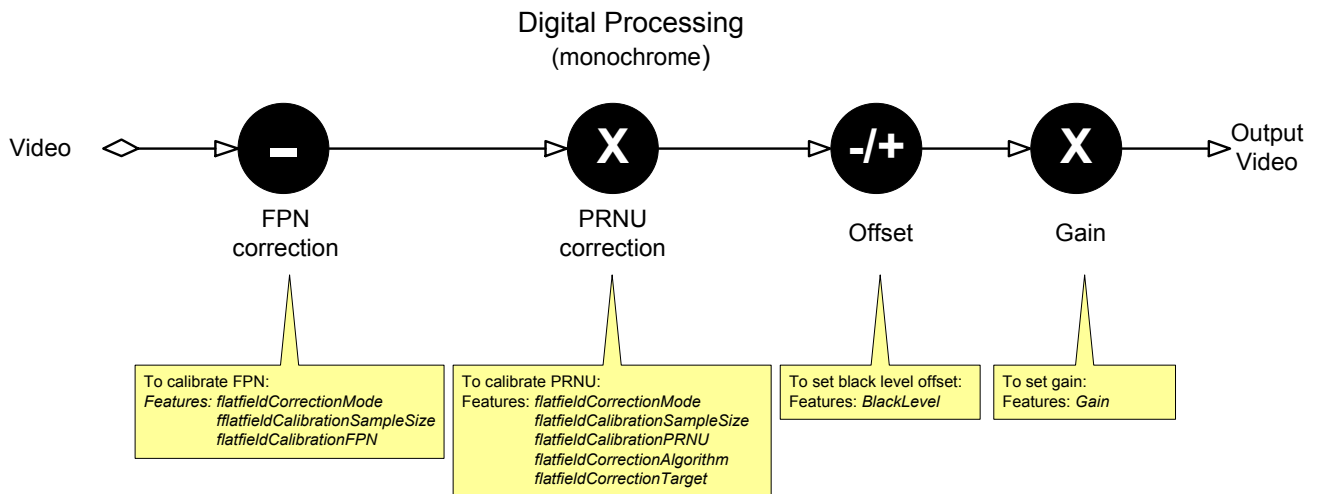 Digital Processing
(monochrome)
Video
–
X
-/+
X
Output
Video
FPN
correction
PRNU
correction
Offset
Gain
To calibrate FPN:
Features: flatfieldCorrectionMode
fflatfieldCalibrationSampleSize
flatfieldCalibrationFPN
To calibrate PRNU:
Features: flatfieldCorrectionMode
flatfieldCalibrationSampleSize
flatfieldCalibrationPRNU
flatfieldCorrectionAlgorithm
flatfieldCorrectionTarget
To set black level offset:
Features: BlackLevel
To set gain:
Features: Gain